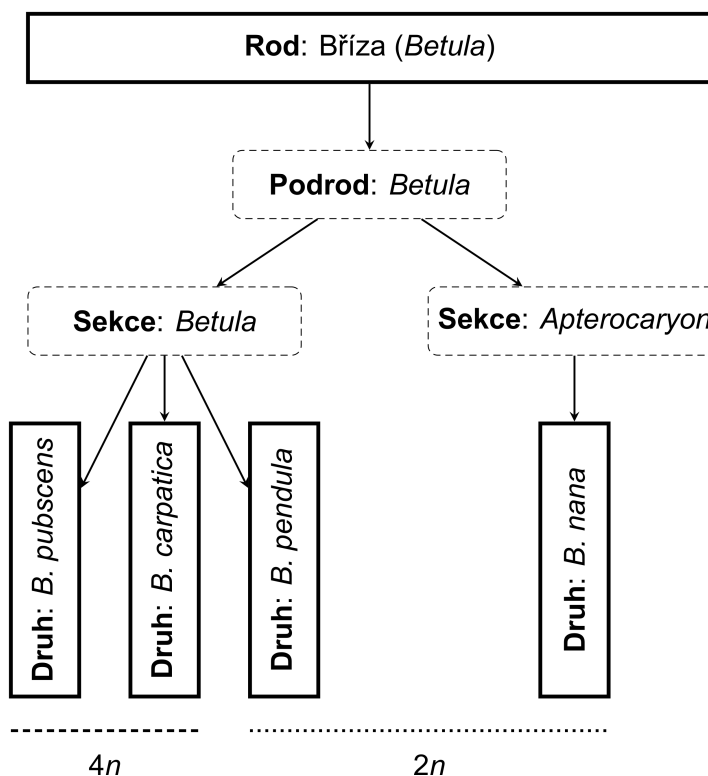 Rod: Bříza (Betula)
Podrod: Betula
Sekce: Betula
Sekce: Apterocaryon
Druh: B. pubscens
Druh: B. carpatica
Druh: B. pendula
Druh: B. nana
4n
2n